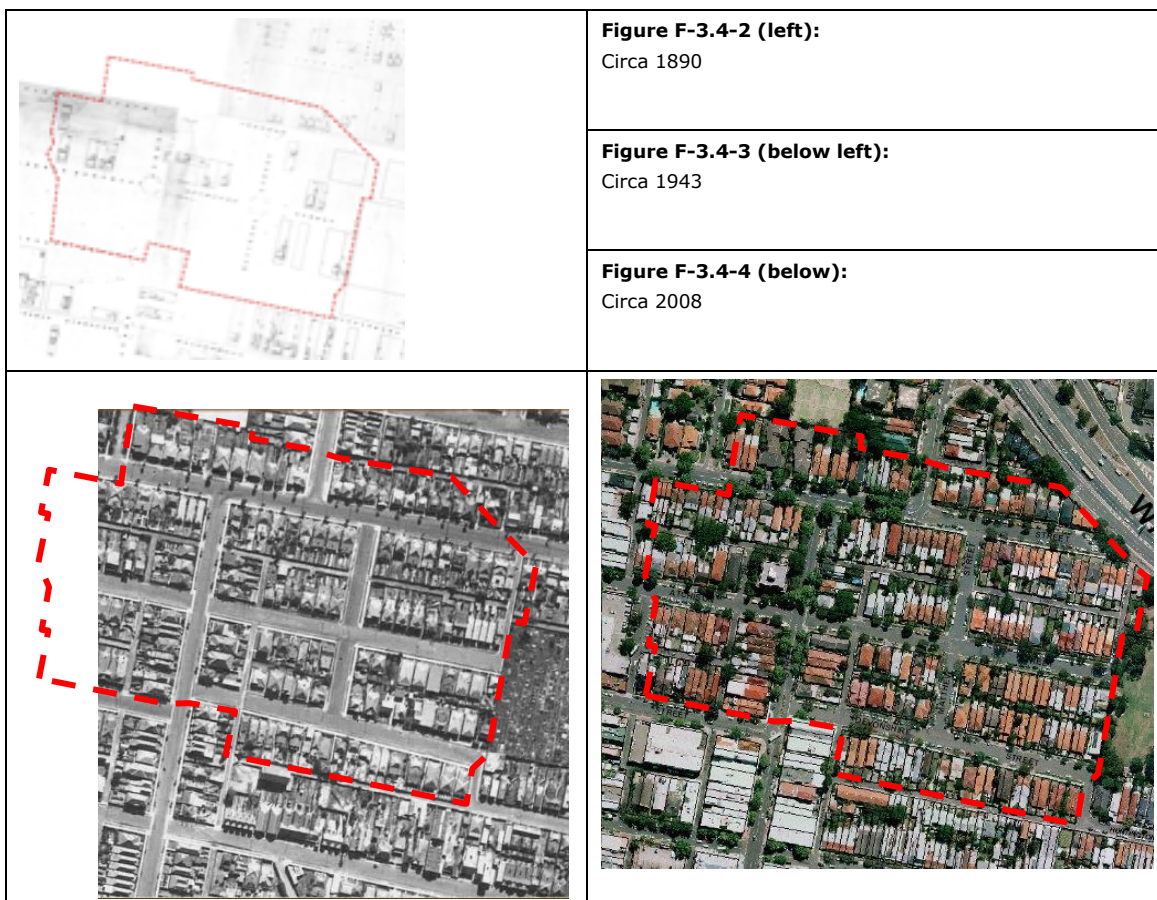 Figure F-3.4-2 (left):
Circa 1890
Figure F-3.4-3 (below left):
Circa 1943
Figure F-3.4-4 (below):
Circa 2008
STREET